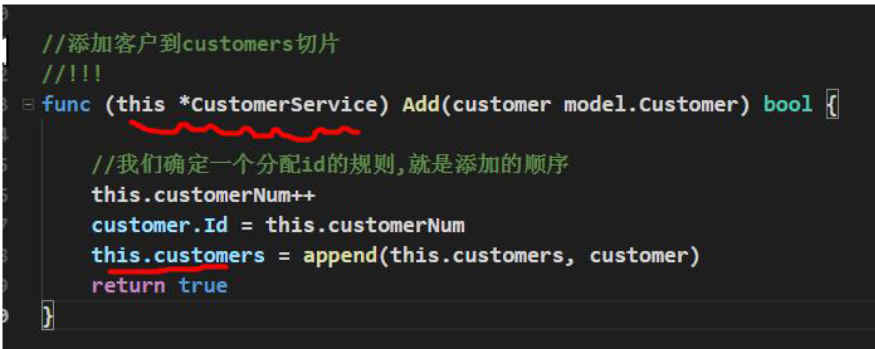 //添加客户到customers切片
//!!!
func (this *CustomerService) Add(customer model.Customer) bool {
//我们确定一个分配id的规则,就是添加的顺序
this.customerNum++
customer.Id = this.customerNum
this.customers = append(this.customers, customer)
return true
}